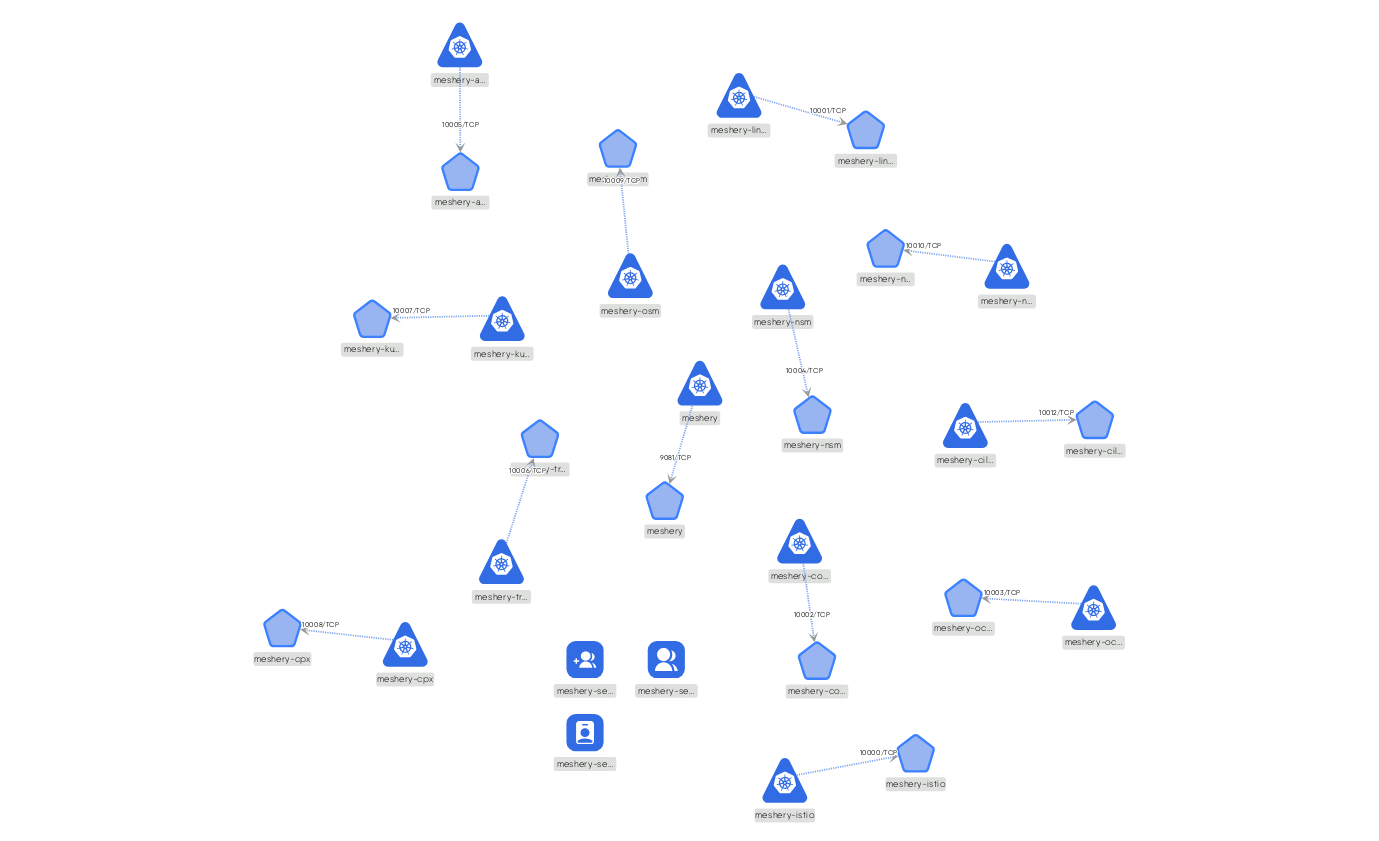 meshery-a...
10005/TCP
meshery-a...
meshery-lin...
10001/TCP
meshery-lin...
10009/TCP
meshery-osm
10010/TCP
meshery-n...
meshery-n...
meshery-nsm
10004/TCP
meshery-nsm
10007/TCP
meshery-ku...
meshery-ku...
meshery
9081/TCP
meshery
10012/TCP
meshery-cil...
meshery-cil...
10006/TCP
y-tr...
meshery-tr...
meshery-co...
10002/TCP
meshery-co...
10003/TCP
meshery-oc...
meshery-oc...
10008/TCP
meshery-cpx
meshery-cpx
meshery-se...
meshery-se...
meshery-se...
10000/TCP
meshery-istio
meshery-istio